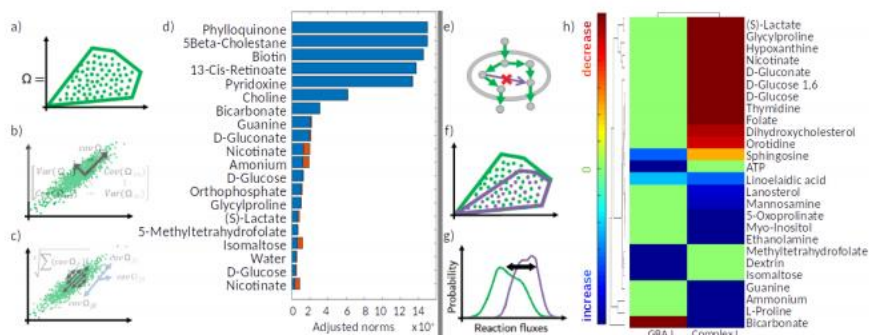 a)
Ω =
b)
c)
d)
Phylloquinone
5Beta-Cholestane
Biotin
13-Cis-Retinoate
Pyridoxine
Choline
Bicarbonate
Guanine
D-Gluconate
Nicotinate
Amonium
D-Glucose
Orthophosphate
Glycylproline
(S)-Lactate
5-Methyltetrahydrofolate
Isomaltose
Water
D-Glucose
Nicotinate
0 2 4 6 8 10 12 14
Adjusted norms
e)
f)
g)
Probability
Reaction fluxes
h)
decrease
0
increase
(S)-Lactate
Glycylproline
Hypoxanthine
Nicotinate
D-Gluconate
D-Glucose 1,6
D-Glucose
Thymidine
Folate
Dihydroxycholesterol
Orotidine
Sphingosine
ATP
Linoelaidic acid
Lanosterol
Mannosamine
5-Oxoprolinate
Myo-Inositol
Ethanolamine
Methyltetrahydrofolate
Dextrin
Isomaltose
Guanine
Ammonium
L-Proline
Bicarbonate